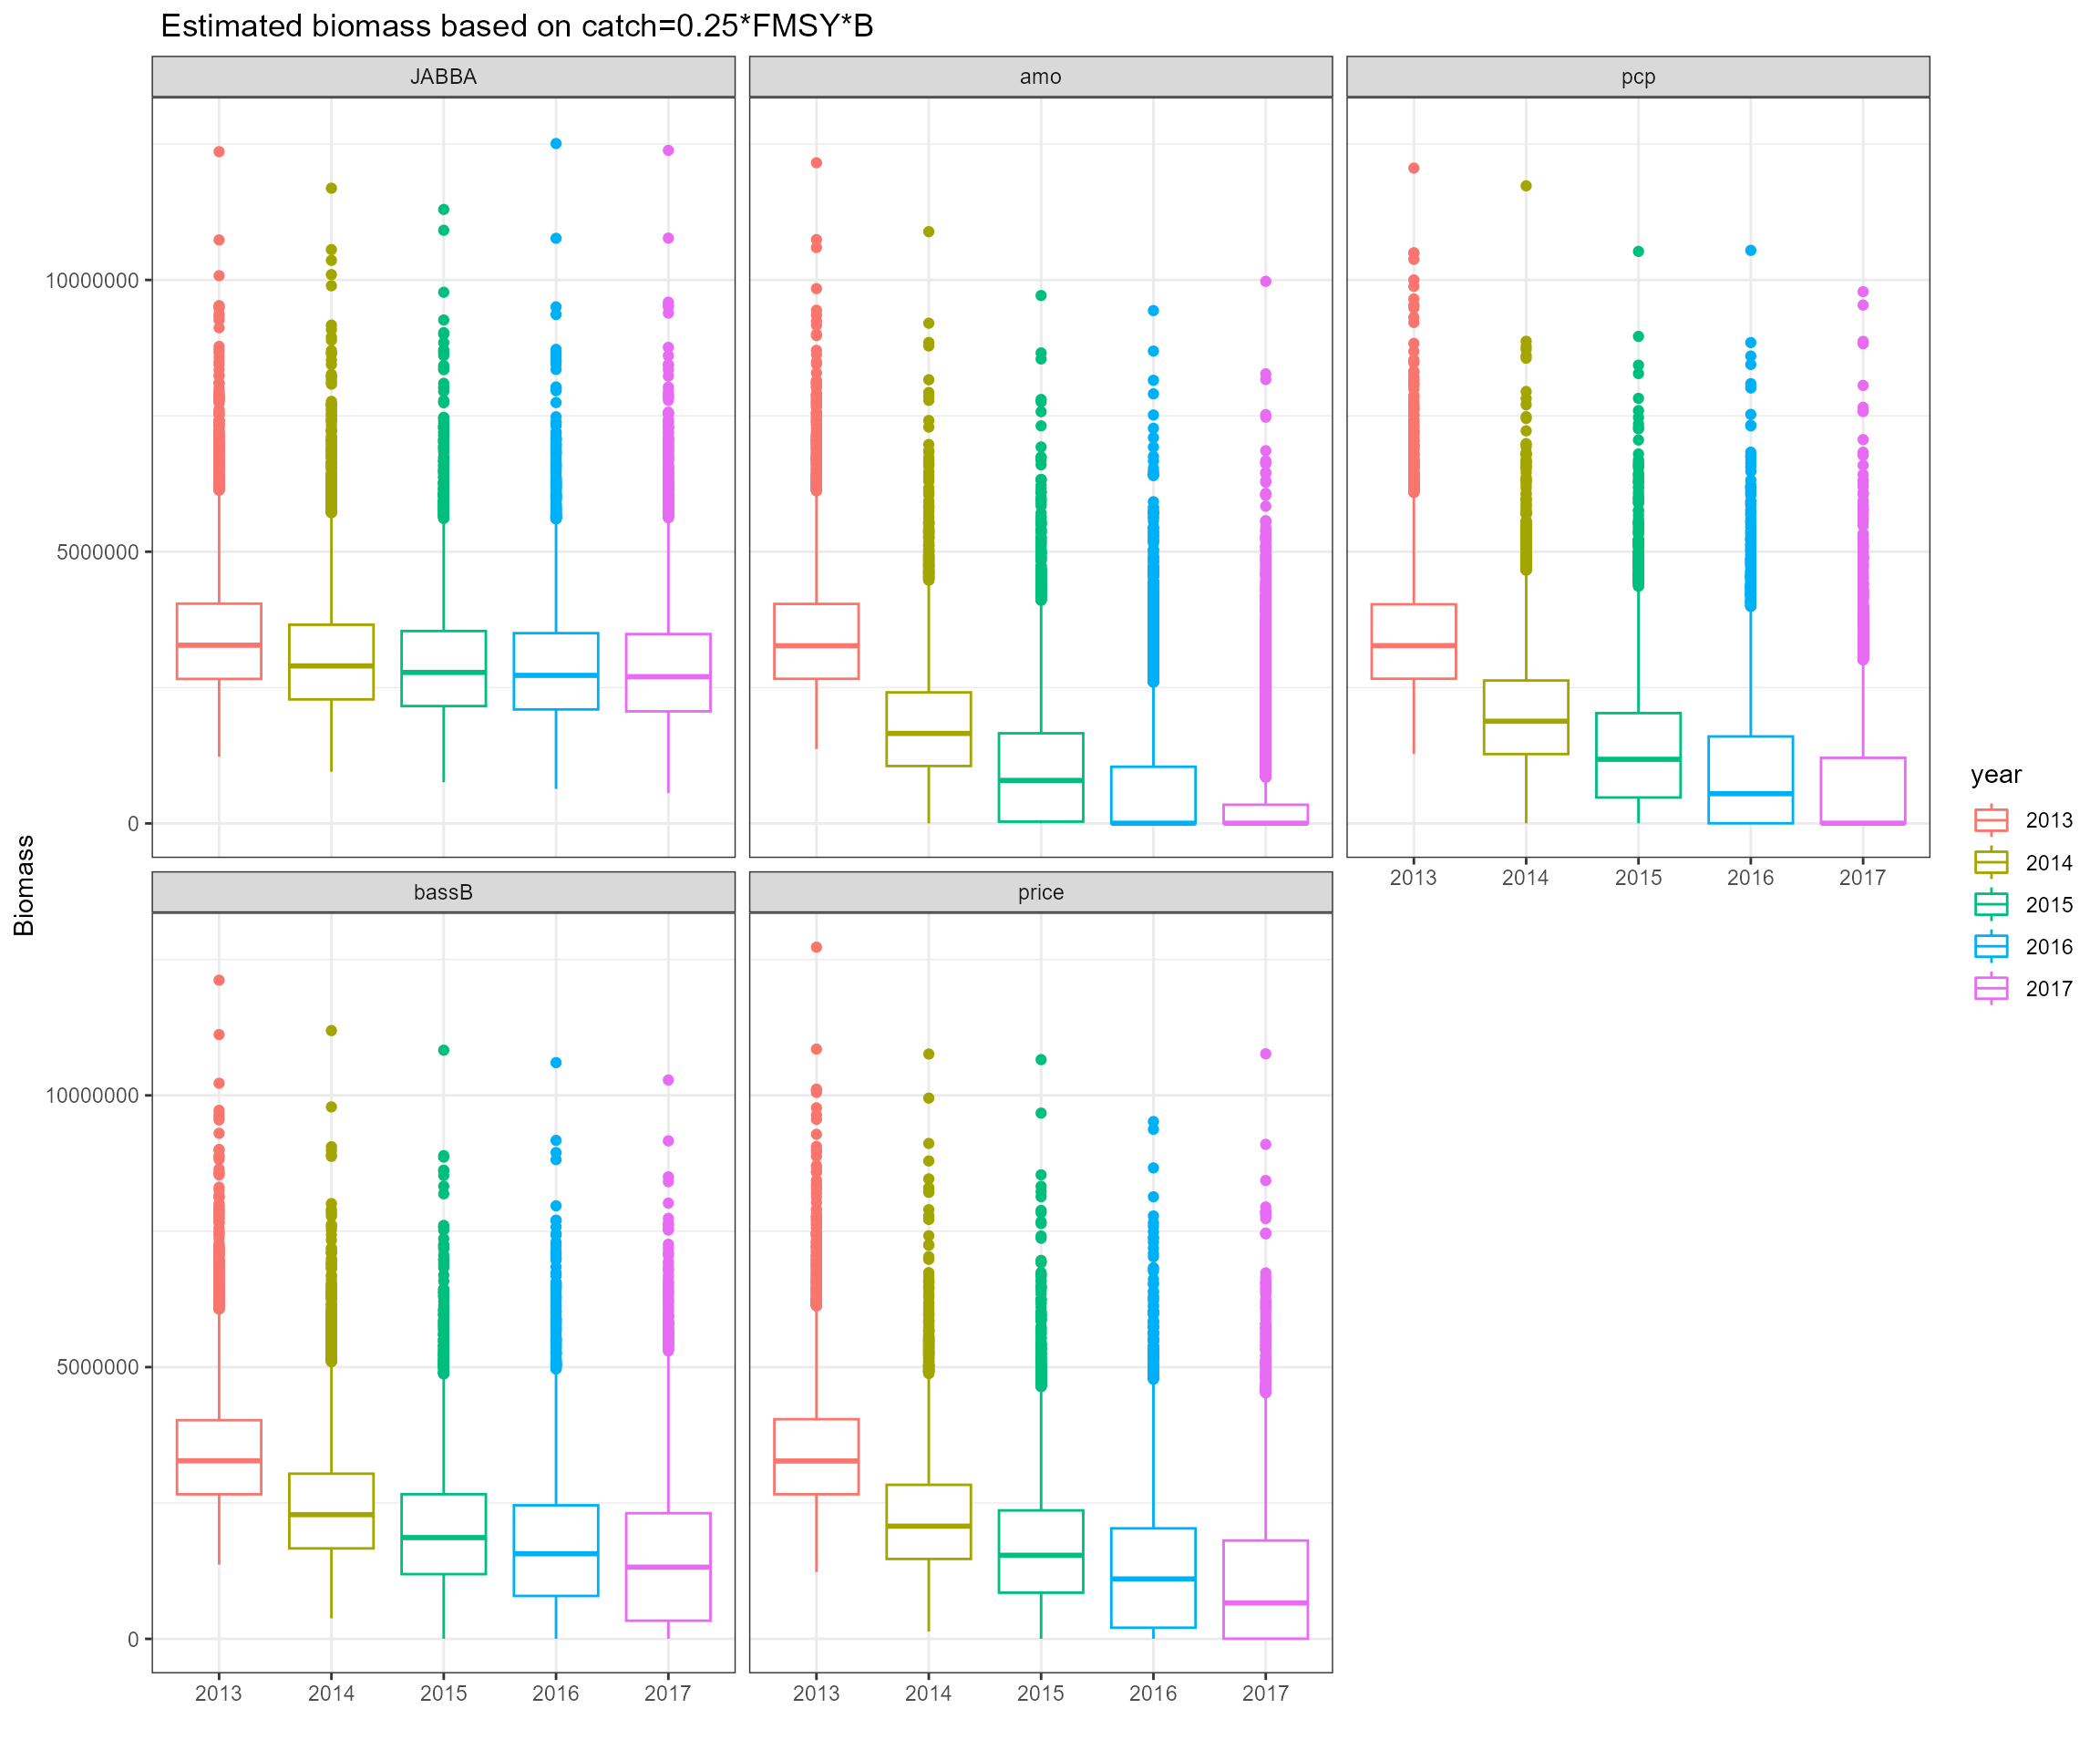 Estimated biomass based on catch=0.25*FMSY*B
JABBA
amo
pcp
10000000
5000000
0
2013 2014 2015 2016 2017
bassB
price
10000000
5000000
0
2013 2014 2015 2016 2017
2013 2014 2015 2016 2017
Biomass
year
2013
2014
2015
2016
2017